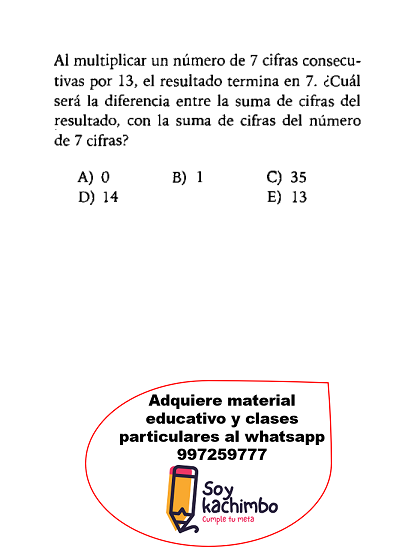 Al multiplicar un número de 7 cifras consecu-
tivas por 13, el resultado termina en 7. ¿Cuál
será la diferencia entre la suma de cifras del
resultado, con la suma de cifras del número
de 7 cifras?
A) 0 B) 1 C) 35
D) 14 E) 13
Adquiere material
educativo y clases
particulares al whatsapp
997259777
Soy
kachimbo
Cumple tu meta